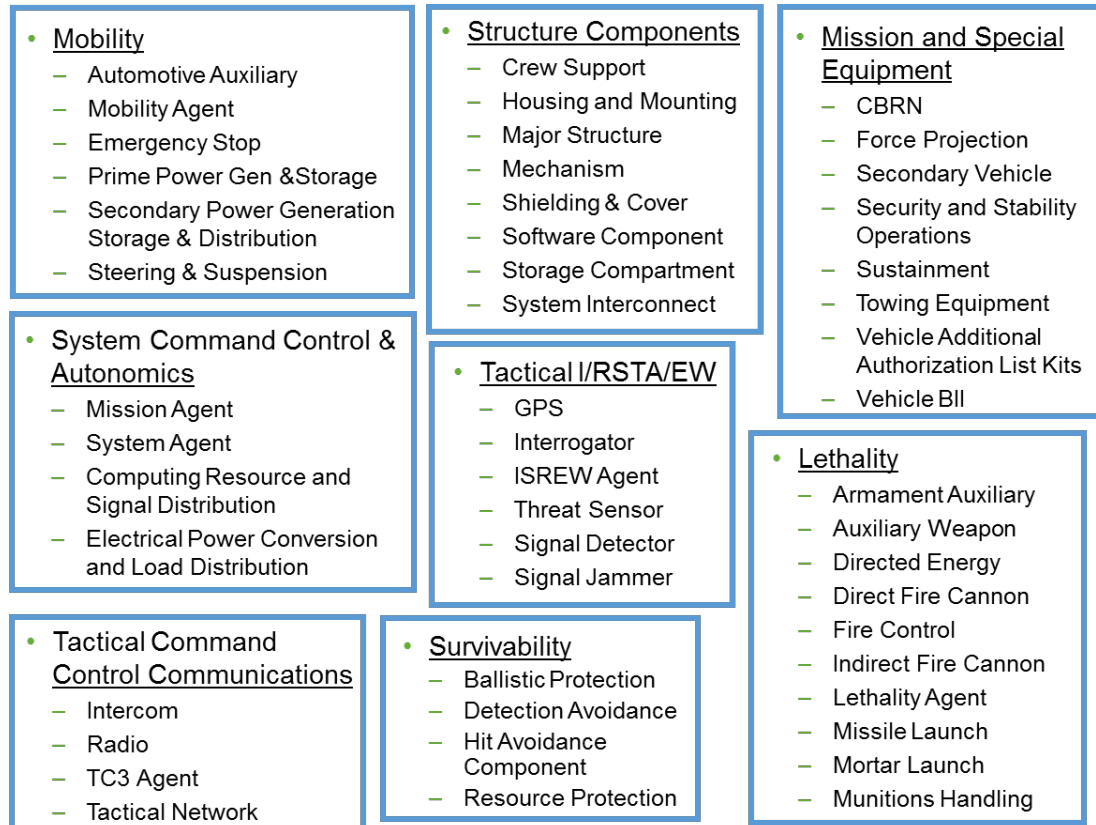 • Mobility
– Automotive Auxiliary
– Mobility Agent
– Emergency Stop
– Prime Power Gen &Storage
– Secondary Power Generation
Storage & Distribution
– Steering & Suspension
• System Command Control &
Autonomics
– Mission Agent
– System Agent
– Computing Resource and
Signal Distribution
– Electrical Power Conversion
and Load Distribution
• Tactical Command
Control Communications
– Intercom
– Radio
– TC3 Agent
– Tactical Network
• Structure Components
– Crew Support
– Housing and Mounting
– Major Structure
– Mechanism
– Shielding & Cover
– Software Component
– Storage Compartment
– System Interconnect
• Tactical I/RSTA/EW
– GPS
– Interrogator
– ISREW Agent
– Threat Sensor
– Signal Detector
– Signal Jammer
• Survivability
– Ballistic Protection
– Detection Avoidance
– Hit Avoidance
Component
– Resource Protection
• Mission and Special
Equipment
– CBRN
– Force Projection
– Secondary Vehicle
– Security and Stability
Operations
– Sustainment
– Towing Equipment
– Vehicle Additional
Authorization List Kits
– Vehicle BII
• Lethality
– Armament Auxiliary
– Auxiliary Weapon
– Directed Energy
– Direct Fire Cannon
– Fire Control
– Indirect Fire Cannon
– Lethality Agent
– Missile Launch
– Mortar Launch
– Munitions Handling